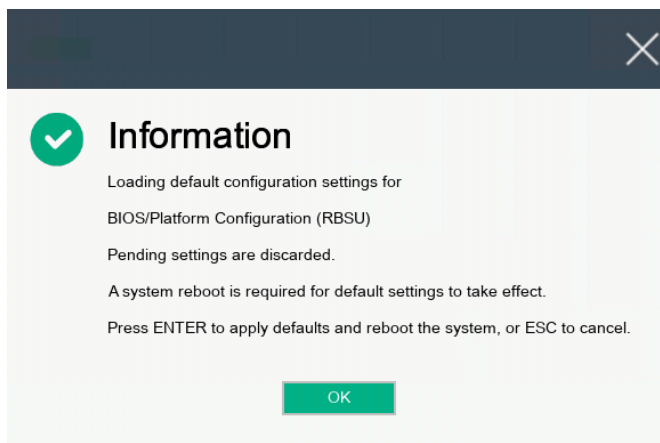 Information
Loading default configuration settings for
BIOS/Platform Configuration (RBSU)
Pending settings are discarded.
A system reboot is required for default settings to take effect.
Press ENTER to apply defaults and reboot the system, or ESC to cancel.
OK